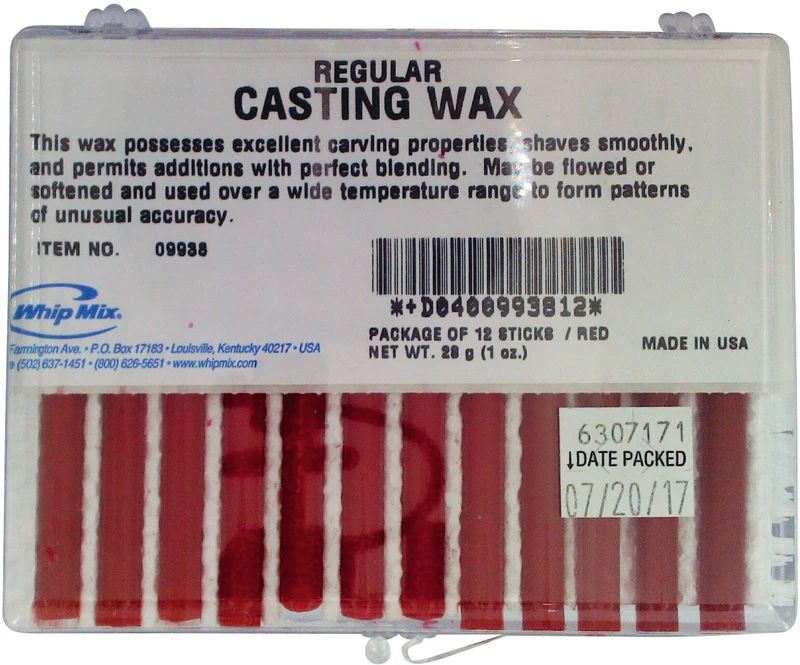 REGULAR
CASTING WAX
This wax possesses excellent carving properties, shaves smoothly,
and permits additions with perfect blending. May be flowed or
softened and used over a wide temperature range to form patterns
of unusual accuracy.
ITEM NO. 09938
*+D0400993812*
Whip Mix.
PACKAGE OF 12 STICKS / RED
NET WT. 28 g (1 oz.)
MADE IN USA
Farmington Ave. • P.O. Box 17183 • Louisville, Kentucky 40217 • USA
(502) 637-1451 • (800) 626-5651 • www.whipmix.com
6307171
↓DATE PACKED
07/20/17